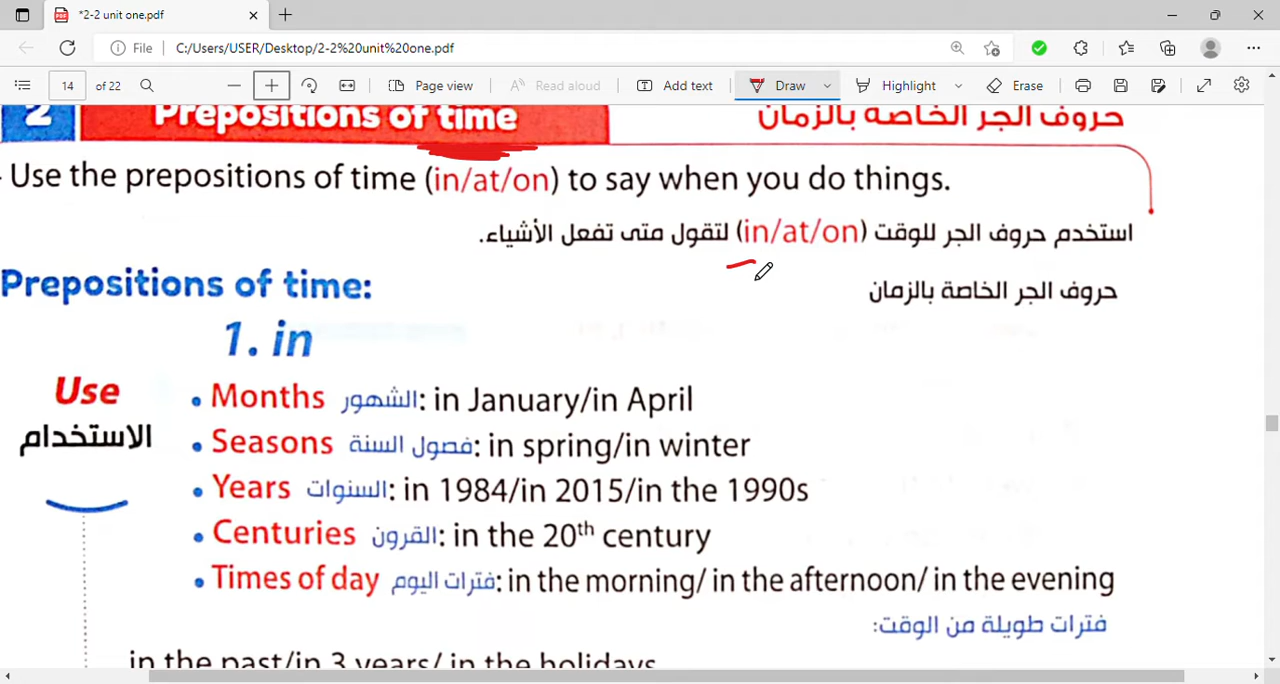 *2-2 unit one.pdf
File C:/Users/USER/Desktop/2-2%20unit%20one.pdf
14 of 22 Page view Read aloud Add text Draw Highlight Erase
2 Prepositions of time حروف الجر الخاصة بالزمان
- Use the prepositions of time (in/at/on) to say when you do things.
استخدم حروف الجر للوقت (in/at/on) لتقول متى تفعل الأشياء.
Prepositions of time: حروف الجر الخاصة بالزمان
1. in
Use
الاستخدام
• Months الشهور: in January/in April
• Seasons فصول السنة: in spring/in winter
• Years السنوات: in 1984/in 2015/in the 1990s
• Centuries القرون: in the 20th century
• Times of day فترات اليوم: in the morning/ in the afternoon/ in the evening
فترات طويلة من الوقت:
in the past/in 3 years/ in the holidays